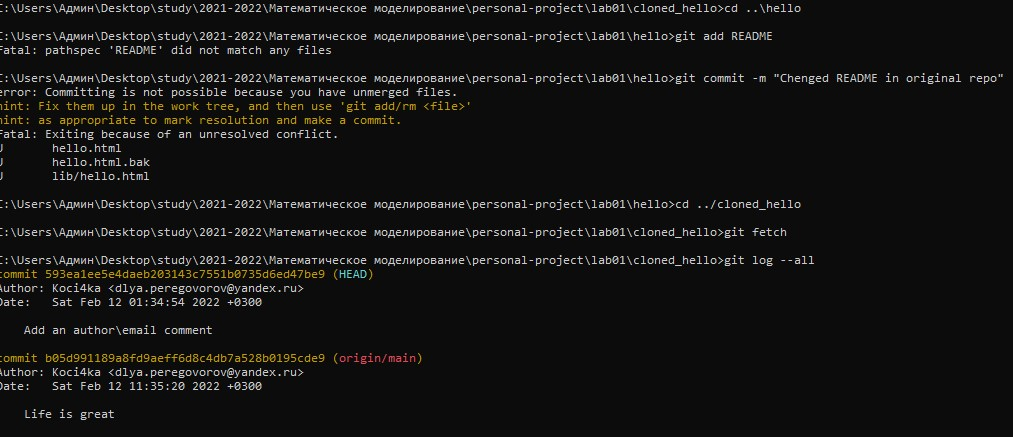 C:\Users\Админ\Desktop\study\2021-2022\Математическое моделирование\personal-project\lab01\cloned_hello>cd ..\hello
C:\Users\Админ\Desktop\study\2021-2022\Математическое моделирование\personal-project\lab01\hello>git add README
fatal: pathspec 'README' did not match any files
C:\Users\Админ\Desktop\study\2021-2022\Математическое моделирование\personal-project\lab01\hello>git commit -m "Chenged README in original repo"
error: Committing is not possible because you have unmerged files.
hint: Fix them up in the work tree, and then use 'git add/rm <file>'
hint: as appropriate to mark resolution and make a commit.
fatal: Exiting because of an unresolved conflict.
U       hello.html
U       hello.html.bak
U       lib/hello.html
C:\Users\Админ\Desktop\study\2021-2022\Математическое моделирование\personal-project\lab01\hello>cd ../cloned_hello
C:\Users\Админ\Desktop\study\2021-2022\Математическое моделирование\personal-project\lab01\cloned_hello>git fetch
C:\Users\Админ\Desktop\study\2021-2022\Математическое моделирование\personal-project\lab01\cloned_hello>git log --all
commit 593ea1ee5e4daeb203143c7551b0735d6ed47be9 (HEAD)
Author: Koci4ka <dlya.peregovorov@yandex.ru>
Date:   Sat Feb 12 01:34:54 2022 +0300
    Add an author\email comment
commit b05d991189a8fd9aeff6d8c4db7a528b0195cde9 (origin/main)
Author: Koci4ka <dlya.peregovorov@yandex.ru>
Date:   Sat Feb 12 11:35:20 2022 +0300
    Life is great